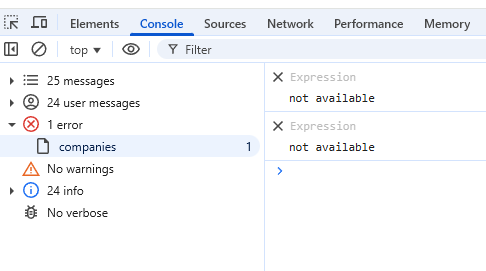 Elements Console Sources Network Performance Memory
top Filter
25 messages
24 user messages
1 error
companies 1
No warnings
24 info
No verbose
Expression
not available
Expression
not available